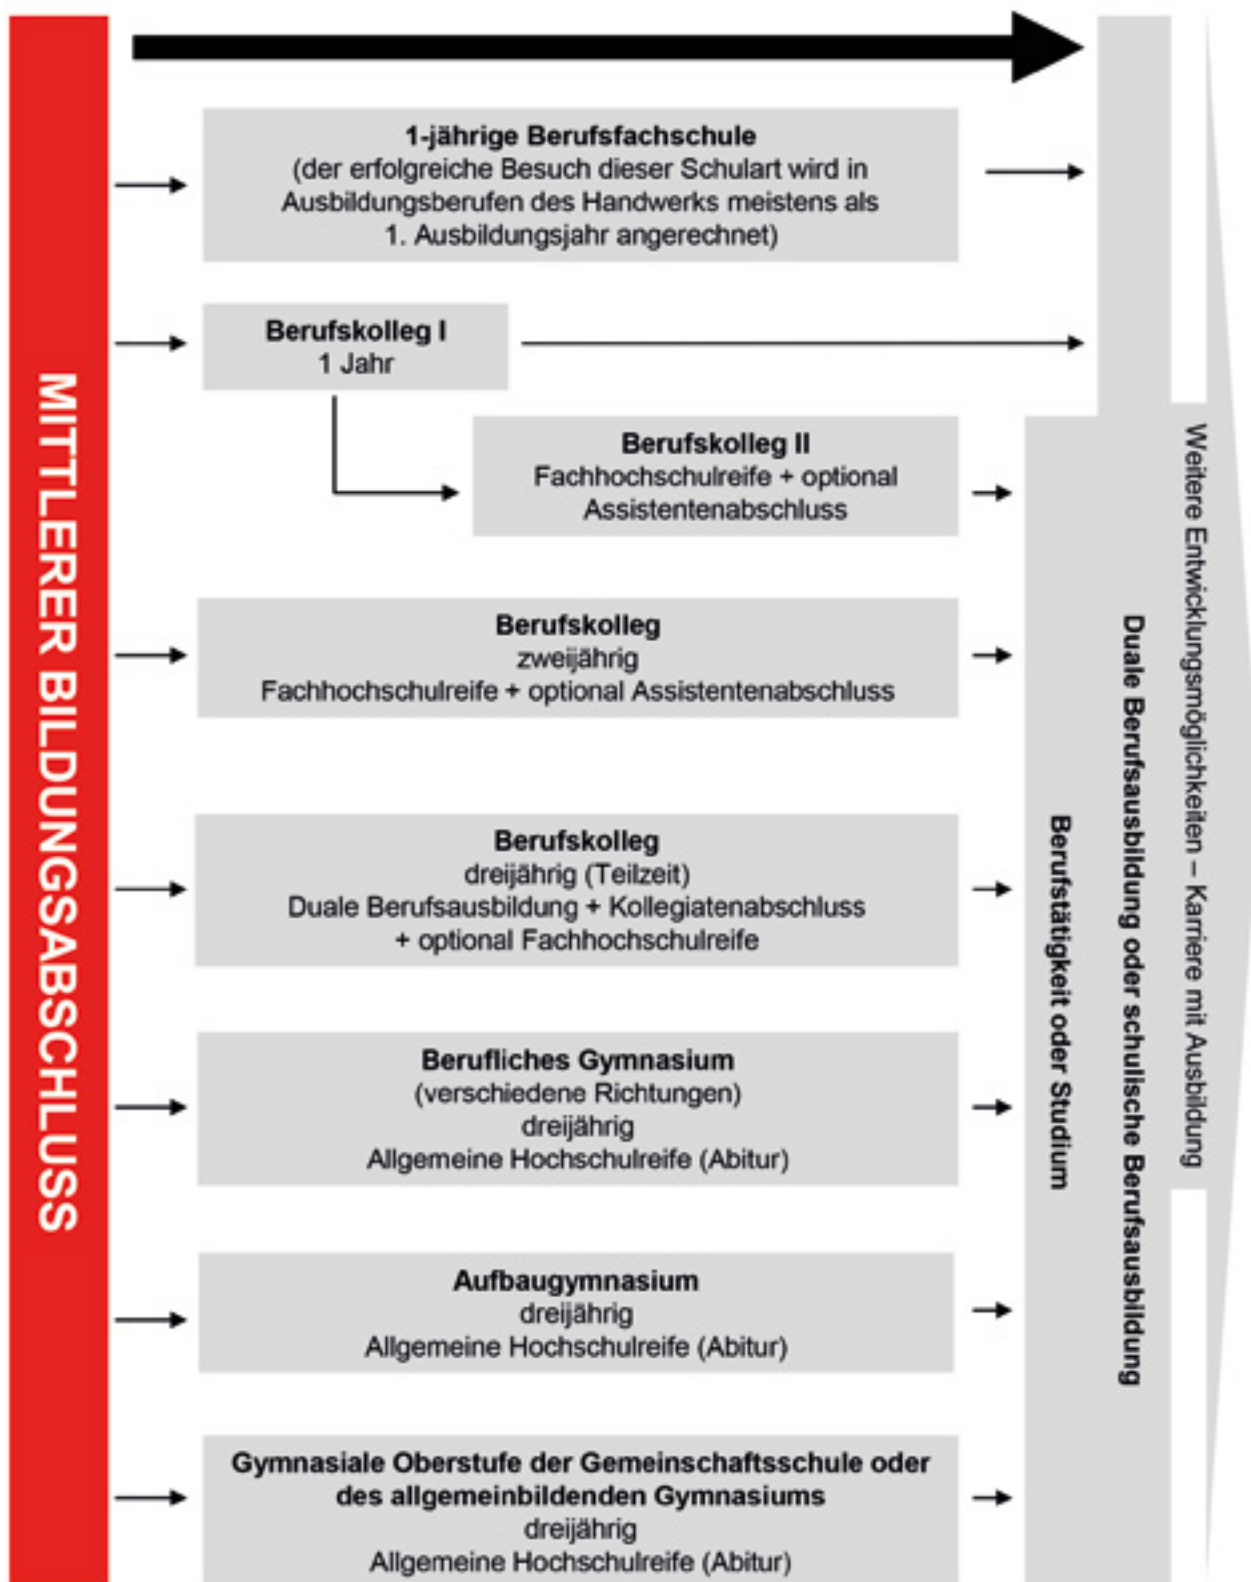 MITTLERER BILDUNGSABSCHLUSS
1-jährige Berufsfachschule
(der erfolgreiche Besuch dieser Schulart wird in
Ausbildungsberufen des Handwerks meistens als
1. Ausbildungsjahr angerechnet)
Berufskolleg I
1 Jahr
Berufskolleg II
Fachhochschulreife + optional
Assistentenabschluss
Berufskolleg
zweijährig
Fachhochschulreife + optional Assistentenabschluss
Berufskolleg
dreijährig (Teilzeit)
Duale Berufsausbildung + Kollegiatenabschluss
+ optional Fachhochschulreife
Berufliches Gymnasium
(verschiedene Richtungen)
dreijährig
Allgemeine Hochschulreife (Abitur)
Aufbaugymnasium
dreijährig
Allgemeine Hochschulreife (Abitur)
Gymnasiale Oberstufe der Gemeinschaftsschule oder
des allgemeinbildenden Gymnasiums
dreijährig
Allgemeine Hochschulreife (Abitur)
Berufstätigkeit oder Studium
Duale Berufsausbildung oder schulische Berufsausbildung
Weitere Entwicklungsmöglichkeiten – Karriere mit Ausbildung